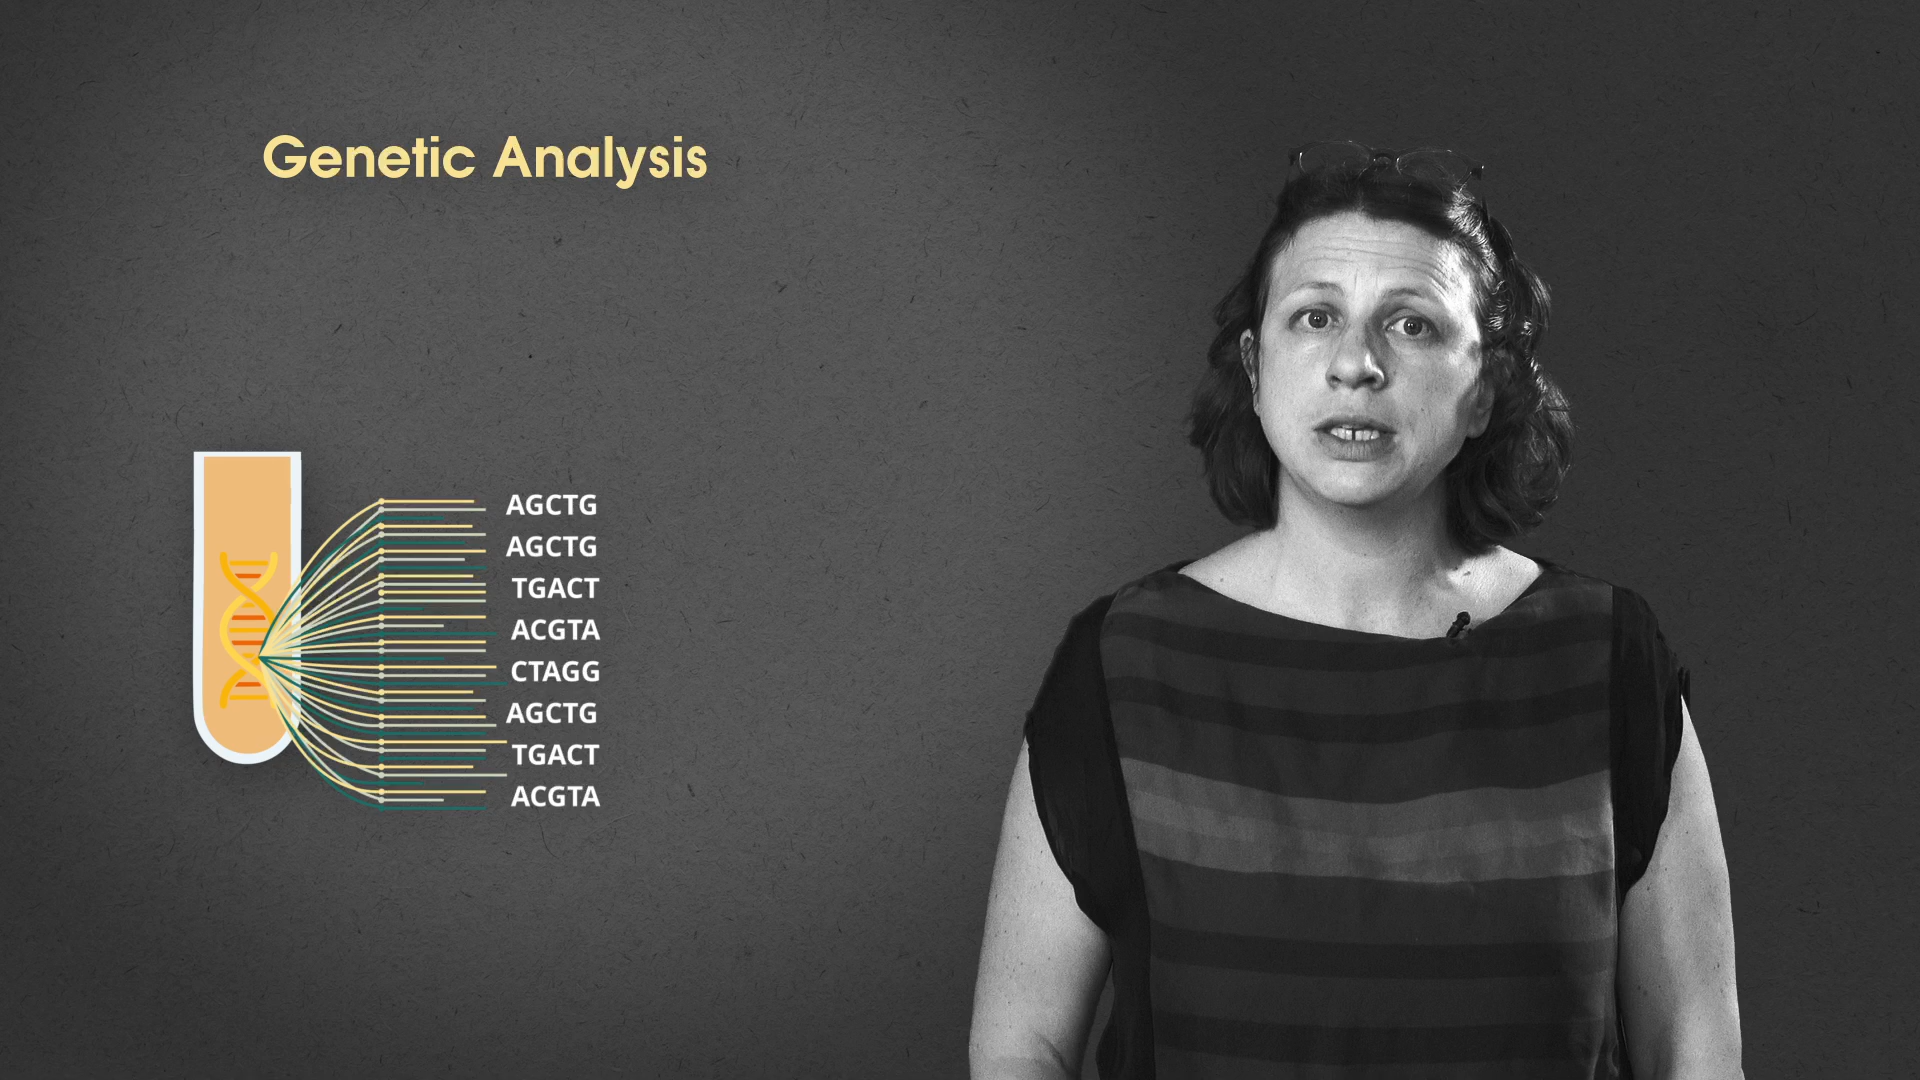 Genetic Analysis
AGCTG
AGCTG
TGACT
ACGTA
CTAGG
AGCTG
TGACT
ACGTA